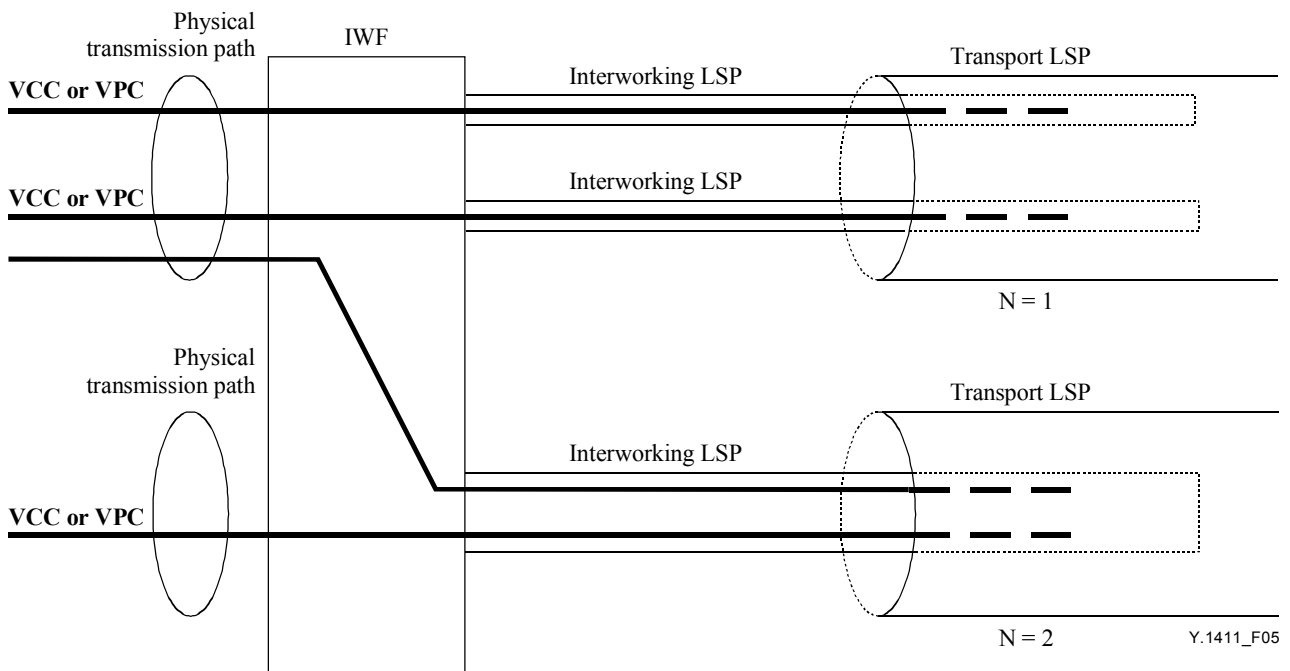 Physical
transmission path
IWF
Transport LSP
Interworking LSP
VCC or VPC
Interworking LSP
VCC or VPC
N = 1
Physical
transmission path
Transport LSP
Interworking LSP
VCC or VPC
N = 2
Y.1411_F05